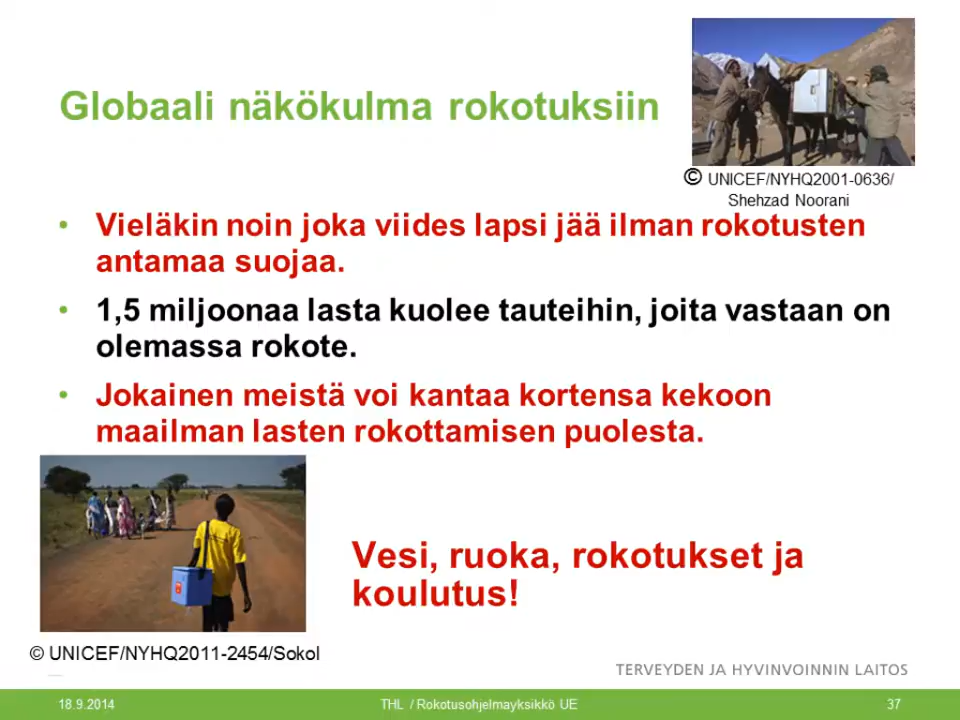 Globaali näkökulma rokotuksiin
© UNICEF/NYHQ2001-0636/
Shehzad Noorani
• Vieläkin noin joka viides lapsi jää ilman rokotusten
antamaa suojaa.
• 1,5 miljoonaa lasta kuolee tauteihin, joita vastaan on
olemassa rokote.
• Jokainen meistä voi kantaa kortensa kekoon
maailman lasten rokottamisen puolesta.
Vesi, ruoka, rokotukset ja
koulutus!
© UNICEF/NYHQ2011-2454/Sokol
TERVEYDEN JA HYVINVOINNIN LAITOS
18.9.2014 THL / Rokotusohjelmayksikkö UE 37